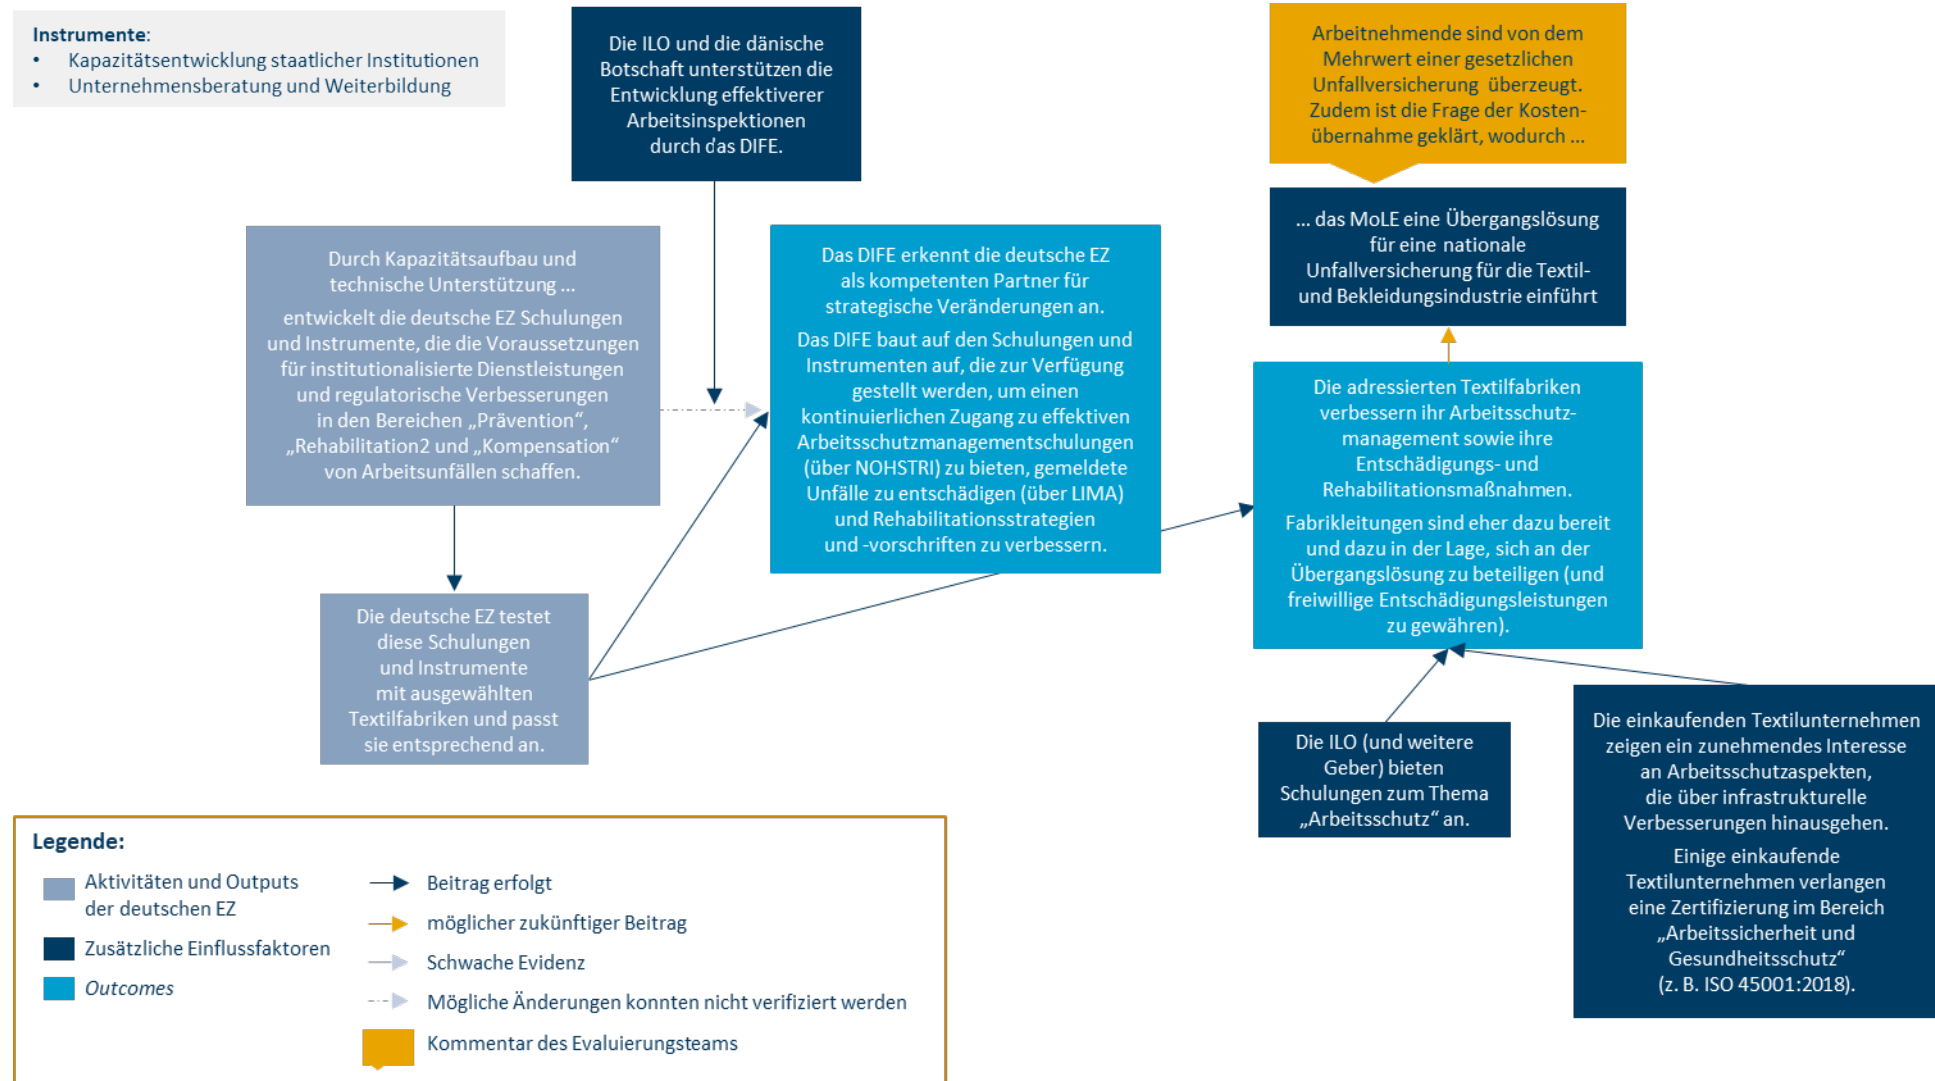 Instrumente:
• Kapazitätsentwicklung staatlicher Institutionen
• Unternehmensberatung und Weiterbildung
Die ILO und die dänische
Botschaft unterstützen die
Entwicklung effektiverer
Arbeitsinspektionen
durch das DIFE.
Arbeitnehmende sind von dem
Mehrwert einer gesetzlichen
Unfallversicherung überzeugt.
Zudem ist die Frage der Kosten-
übernahme geklärt, wodurch ...
... das MoLE eine Übergangslösung
für eine nationale
Unfallversicherung für die Textil-
und Bekleidungsindustrie einführt
Durch Kapazitätsaufbau und
technische Unterstützung ...
entwickelt die deutsche EZ Schulungen
und Instrumente, die die Voraussetzungen
für institutionalisierte Dienstleistungen
und regulatorische Verbesserungen
in den Bereichen „Prävention“,
„Rehabilitation2 und „Kompensation“
von Arbeitsunfällen schaffen.
Das DIFE erkennt die deutsche EZ
als kompetenten Partner für
strategische Veränderungen an.
Das DIFE baut auf den Schulungen und
Instrumenten auf, die zur Verfügung
gestellt werden, um einen
kontinuierlichen Zugang zu effektiven
Arbeitsschutzmanagementschulungen
(über NOHSTRI) zu bieten, gemeldete
Unfälle zu entschädigen (über LIMA)
und Rehabilitationsstrategien
und -vorschriften zu verbessern.
Die adressierten Textilfabriken
verbessern ihr Arbeitsschutz-
management sowie ihre
Entschädigungs- und
Rehabilitationsmaßnahmen.
Fabrikleitungen sind eher dazu bereit
und dazu in der Lage, sich an der
Übergangslösung zu beteiligen (und
freiwillige Entschädigungsleistungen
zu gewähren).
Die deutsche EZ testet
diese Schulungen
und Instrumente
mit ausgewählten
Textilfabriken und passt
sie entsprechend an.
Die ILO (und weitere
Geber) bieten
Schulungen zum Thema
„Arbeitsschutz“ an.
Die einkaufenden Textilunternehmen
zeigen ein zunehmendes Interesse
an Arbeitsschutzaspekten,
die über infrastrukturelle
Verbesserungen hinausgehen.
Einige einkaufende
Textilunternehmen verlangen
eine Zertifizierung im Bereich
„Arbeitssicherheit und
Gesundheitsschutz“
(z. B. ISO 45001:2018).
Legende:
Aktivitäten und Outputs
der deutschen EZ
Zusätzliche Einflussfaktoren
Outcomes
Beitrag erfolgt
möglicher zukünftiger Beitrag
Schwache Evidenz
Mögliche Änderungen konnten nicht verifiziert werden
Kommentar des Evaluierungsteams